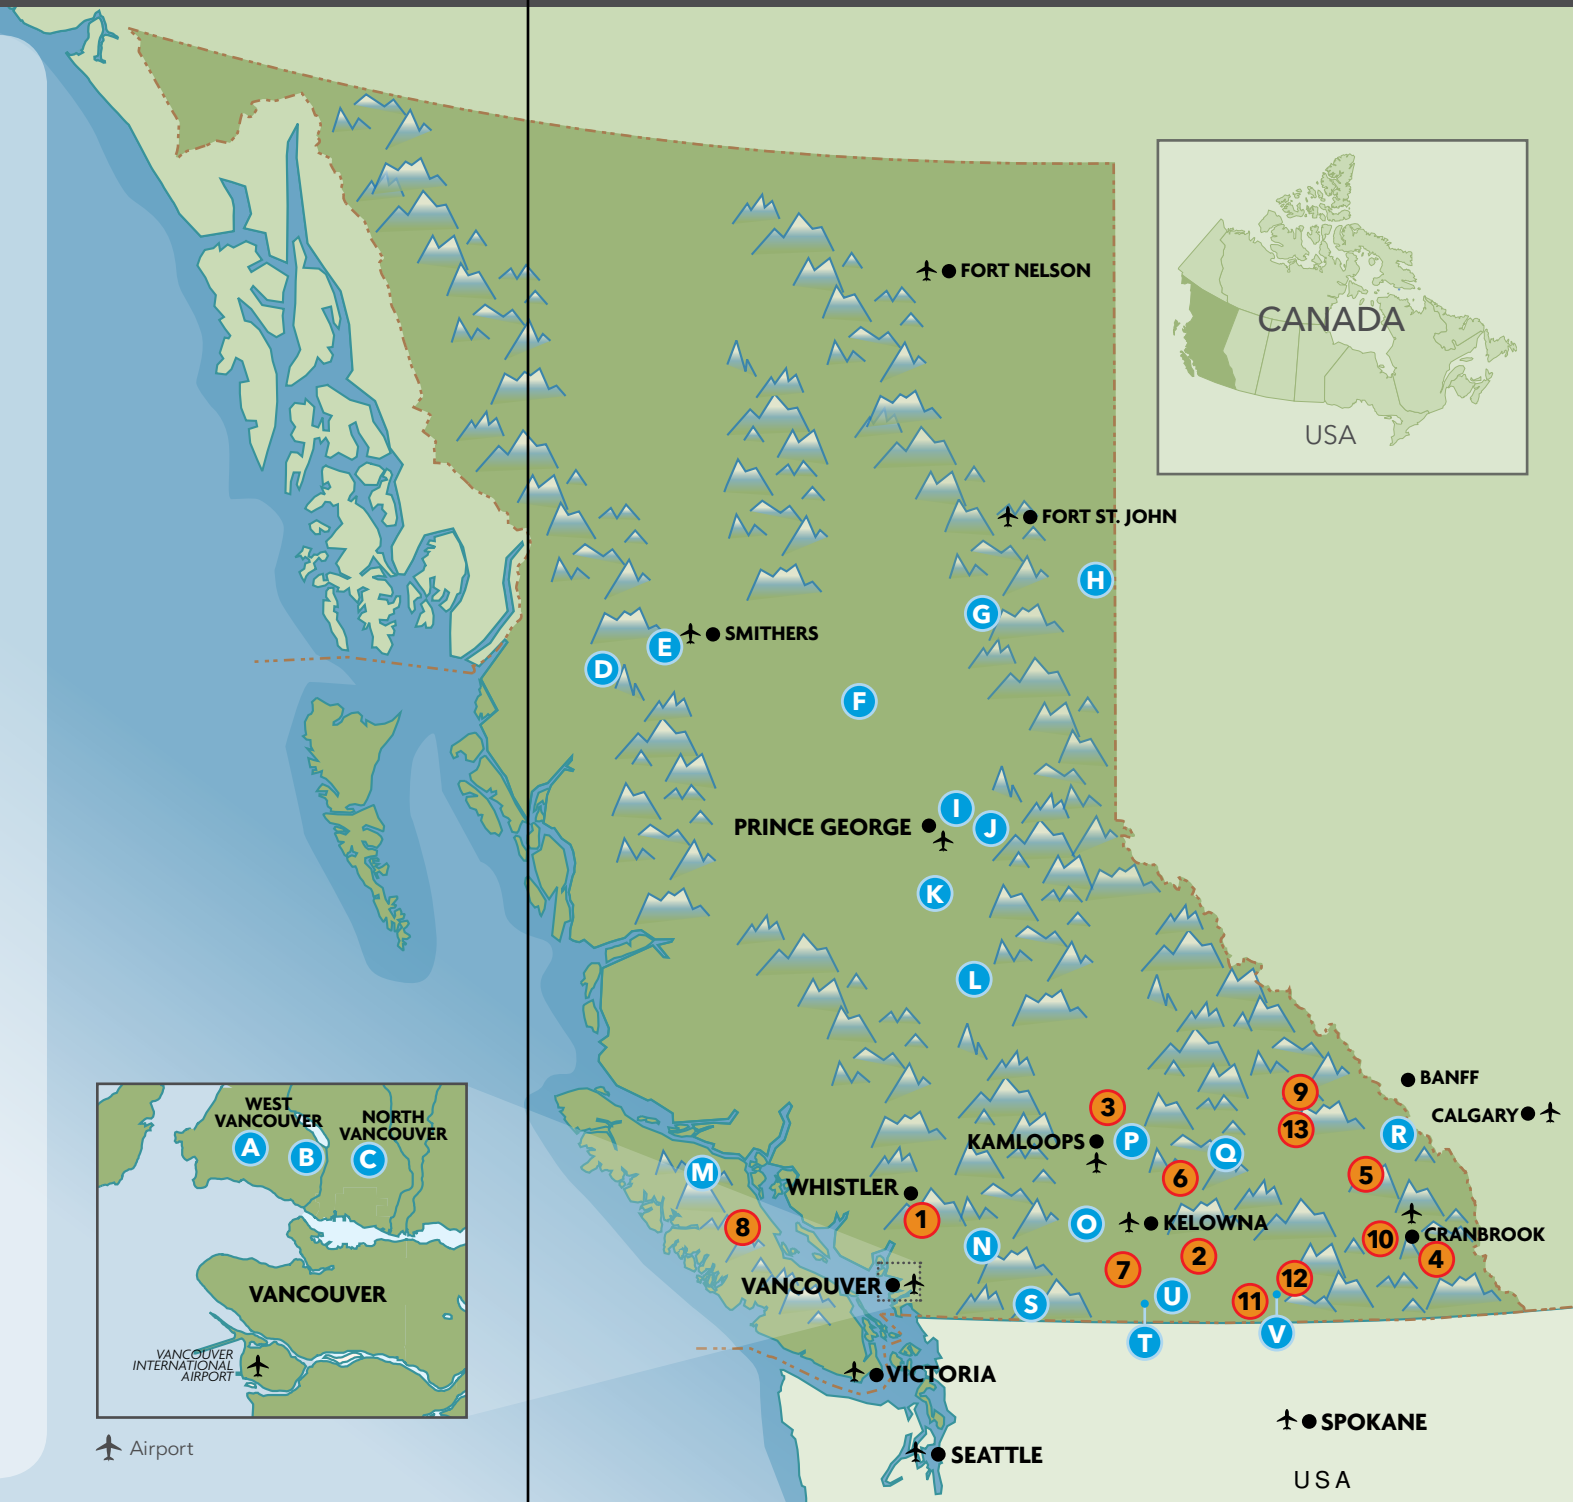 FORT NELSON
CANADA
USA
FORT ST. JOHN
H
G
SMITHERS
E
D
F
I
PRINCE GEORGE
J
K
L
BANFF
9
3
CALGARY
13
R
KAMLOOPS
P
Q
M
5
6
WHISTLER
1
8
O
KELOWNA
CRANBROOK
10
N
2
4
7
12
VANCOUVER
U
11
S
T
V
VICTORIA
SPOKANE
SEATTLE
USA
WEST
VANCOUVER
NORTH
VANCOUVER
A
B
C
VANCOUVER
VANCOUVER
INTERNATIONAL
AIRPORT
Airport